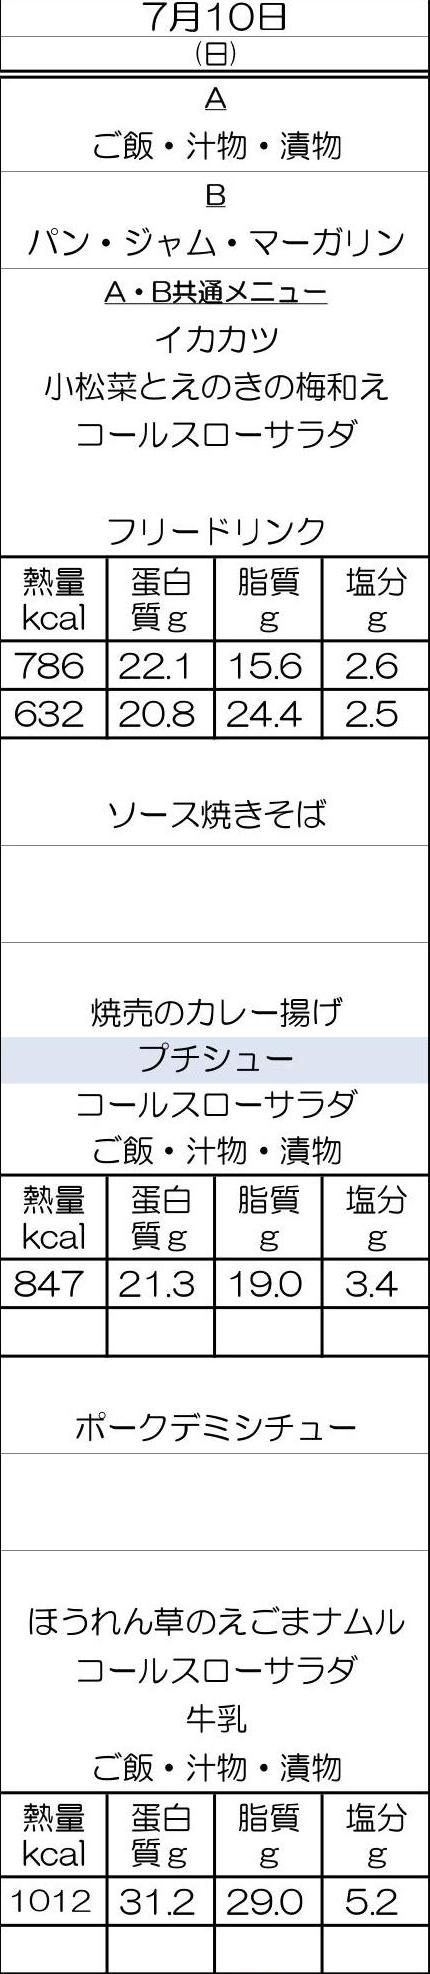 7月10日
(日)
A
ご飯・汁物・漬物
B
パン・ジャム・マーガリン
A・B共通メニュー
イカカツ
小松菜とえのきの梅和え
コールスローサラダ
フリードリンク
熱量 蛋白 脂質 塩分
kcal 質g g g
786 22.1 15.6 2.6
632 20.8 24.4 2.5
ソース焼きそば
焼売のカレー揚げ
プチシュー
コールスローサラダ
ご飯・汁物・漬物
熱量 蛋白 脂質 塩分
kcal 質g g g
847 21.3 19.0 3.4
ポークデミシチュー
ほうれん草のえごまナムル
コールスローサラダ
牛乳
ご飯・汁物・漬物
熱量 蛋白 脂質 塩分
kcal 質g g g
1012 31.2 29.0 5.2